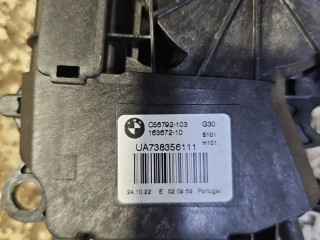 C56792-103 G30
163672-10 S101
H101
UA738356111
24.10.22 E 02:09:59 Portugal